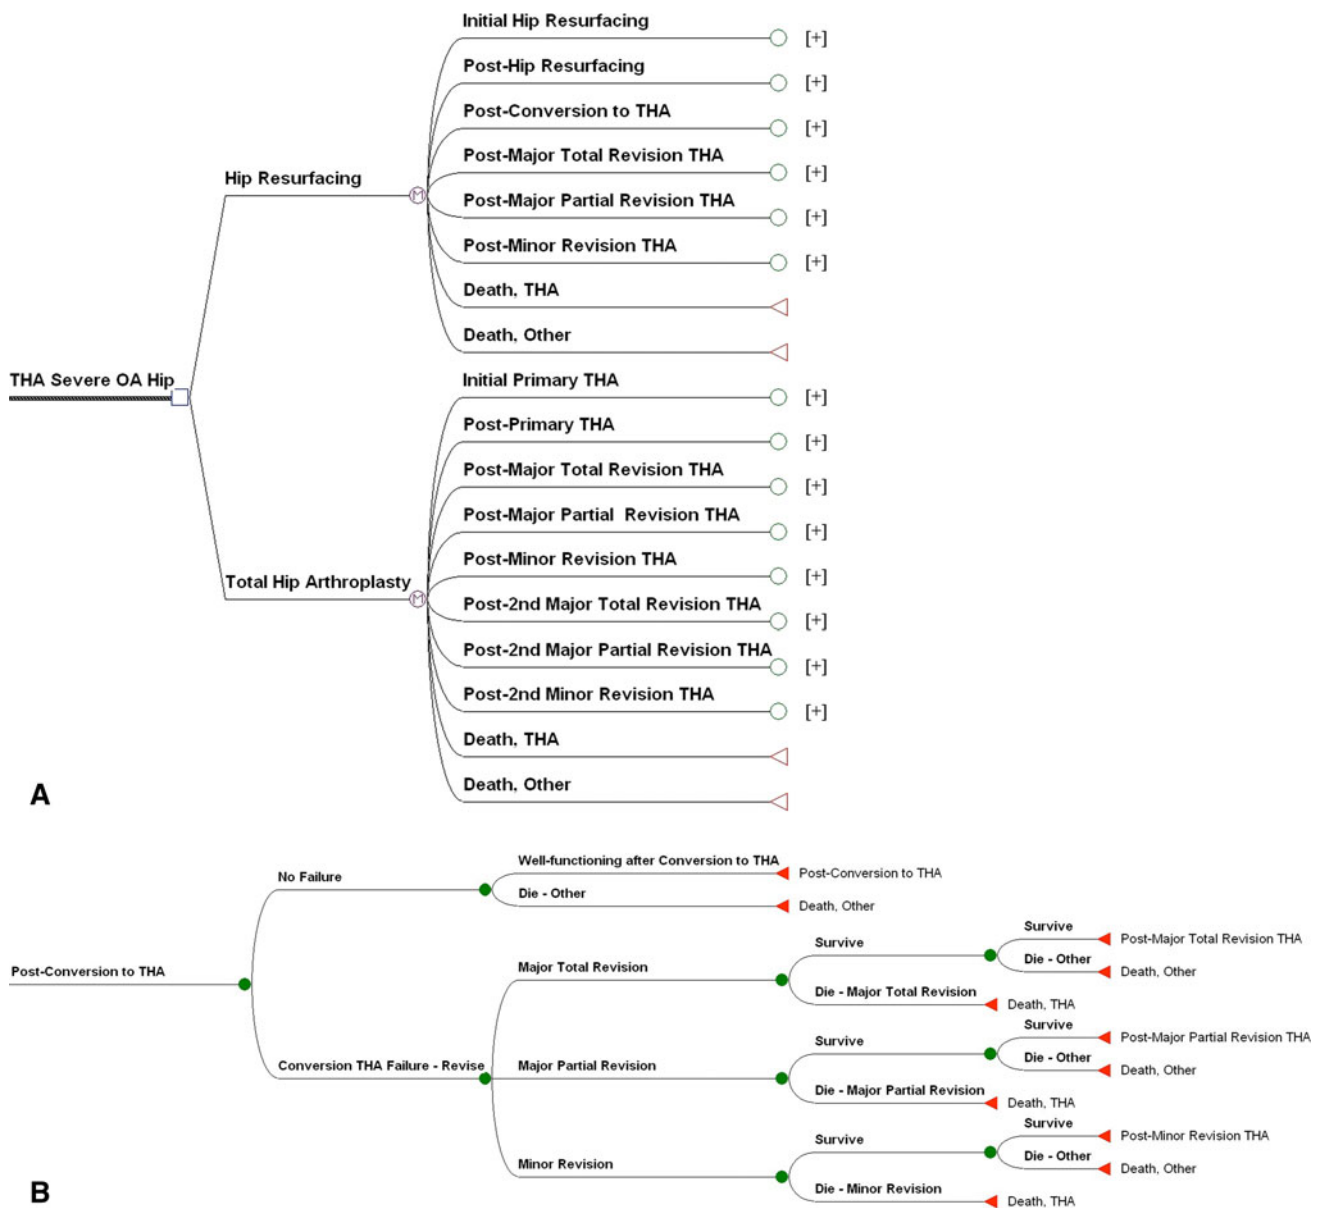 Initial Hip Resurfacing
[+]
Post-Hip Resurfacing
[+]
Post-Conversion to THA
[+]
Post-Major Total Revision THA
[+]
Hip Resurfacing
M
Post-Major Partial Revision THA
[+]
Post-Minor Revision THA
[+]
Death, THA
Death, Other
THA Severe OA Hip
Initial Primary THA
[+]
Post-Primary THA
[+]
Post-Major Total Revision THA
[+]
Post-Major Partial  Revision THA
[+]
Post-Minor Revision THA
[+]
Total Hip Arthroplasty
M
Post-2nd Major Total Revision THA
[+]
Post-2nd Major Partial Revision THA
[+]
Post-2nd Minor Revision THA
[+]
Death, THA
Death, Other
A
Post-Conversion to THA
No Failure
Well-functioning after Conversion to THA
Post-Conversion to THA
Die - Other
Death, Other
Conversion THA Failure - Revise
Major Total Revision
Survive
Survive
Post-Major Total Revision THA
Die - Other
Death, Other
Die - Major Total Revision
Death, THA
Major Partial Revision
Survive
Survive
Post-Major Partial Revision THA
Die - Other
Death, Other
Die - Major Partial Revision
Death, THA
Minor Revision
Survive
Survive
Post-Minor Revision THA
Die - Other
Death, Other
Die - Minor Revision
Death, THA
B